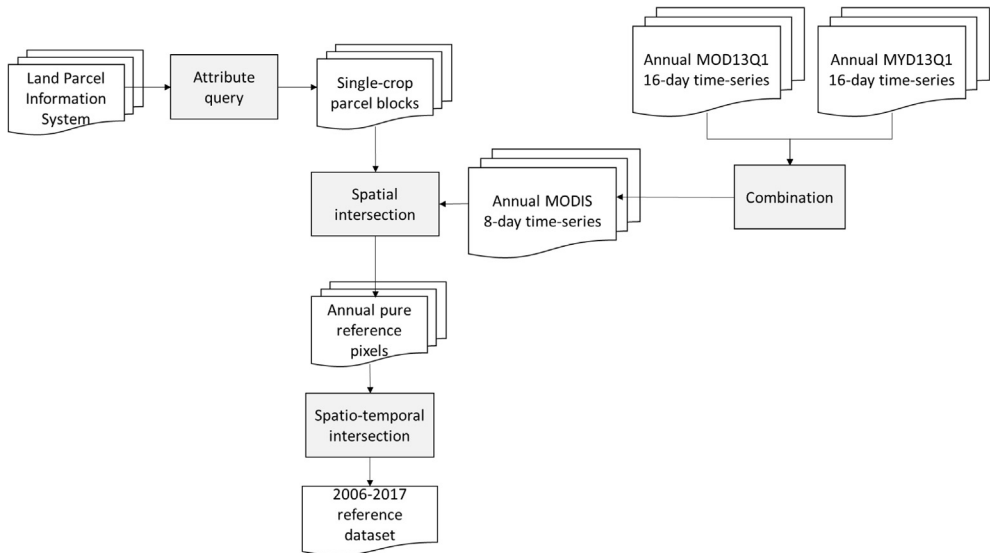 Land Parcel
Information
System
Attribute
query
Single-crop
parcel blocks
Annual MOD13Q1
16-day time-series
Annual MYD13Q1
16-day time-series
Spatial
intersection
Annual MODIS
8-day time-series
Combination
Annual pure
reference
pixels
Spatio-temporal
intersection
2006-2017
reference
dataset